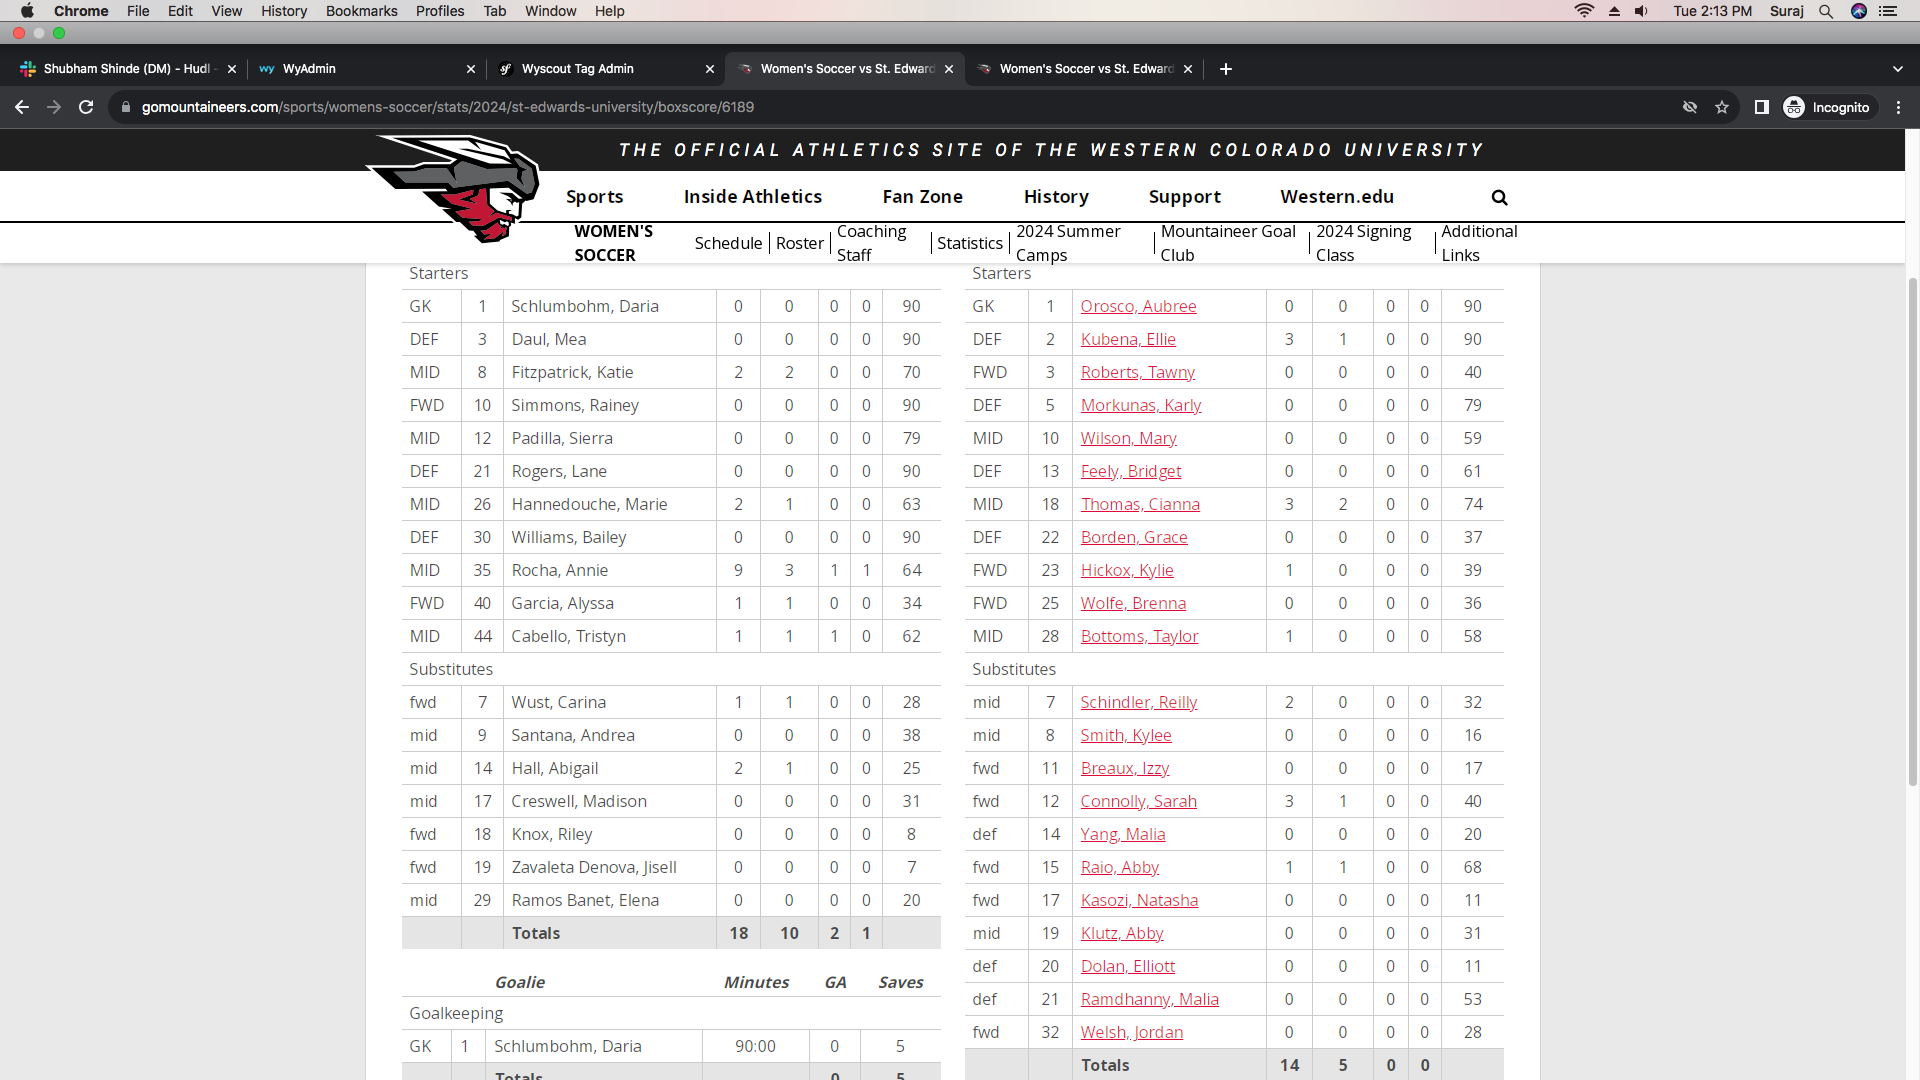 Chrome File Edit View History Bookmarks Profiles Tab Window Help Tue 2:13 PM Suraj
Shubham Shinde (DM) - Hudl - WyAdmin Wyscout Tag Admin Women's Soccer vs St. Edward Women's Soccer vs St. Edward
gomountaineers.com/sports/womens-soccer/stats/2024/st-edwards-university/boxscore/6189 Incognito
THE OFFICIAL ATHLETICS SITE OF THE WESTERN COLORADO UNIVERSITY
Sports Inside Athletics Fan Zone History Support Western.edu
WOMEN'S SOCCER Schedule Roster Coaching Staff Statistics 2024 Summer Camps Mountaineer Goal Club 2024 Signing Class Additional Links
Starters
GK 1 Schlumbohm, Daria 0 0 0 0 90
DEF 3 Daul, Mea 0 0 0 0 90
MID 8 Fitzpatrick, Katie 2 2 0 0 70
FWD 10 Simmons, Rainey 0 0 0 0 90
MID 12 Padilla, Sierra 0 0 0 0 79
DEF 21 Rogers, Lane 0 0 0 0 90
MID 26 Hannedouche, Marie 2 1 0 0 63
DEF 30 Williams, Bailey 0 0 0 0 90
MID 35 Rocha, Annie 9 3 1 1 64
FWD 40 Garcia, Alyssa 1 1 0 0 34
MID 44 Cabello, Tristyn 1 1 1 0 62
Substitutes
fwd 7 Wust, Carina 1 1 0 0 28
mid 9 Santana, Andrea 0 0 0 0 38
mid 14 Hall, Abigail 2 1 0 0 25
mid 17 Creswell, Madison 0 0 0 0 31
fwd 18 Knox, Riley 0 0 0 0 8
fwd 19 Zavaleta Denova, Jisell 0 0 0 0 7
mid 29 Ramos Banet, Elena 0 0 0 0 20
Totals 18 10 2 1
Goalie Minutes GA Saves
Goalkeeping
GK 1 Schlumbohm, Daria 90:00 0 5
Totals 0 5
Starters
GK 1 Orosco, Aubree 0 0 0 0 90
DEF 2 Kubena, Ellie 3 1 0 0 90
FWD 3 Roberts, Tawny 0 0 0 0 40
DEF 5 Morkunas, Karly 0 0 0 0 79
MID 10 Wilson, Mary 0 0 0 0 59
DEF 13 Feely, Bridget 0 0 0 0 61
MID 18 Thomas, Cianna 3 2 0 0 74
DEF 22 Borden, Grace 0 0 0 0 37
FWD 23 Hickox, Kylie 1 0 0 0 39
FWD 25 Wolfe, Brenna 0 0 0 0 36
MID 28 Bottoms, Taylor 1 0 0 0 58
Substitutes
mid 7 Schindler, Reilly 2 0 0 0 32
mid 8 Smith, Kylee 0 0 0 0 16
fwd 11 Breaux, Izzy 0 0 0 0 17
fwd 12 Connolly, Sarah 3 1 0 0 40
def 14 Yang, Malia 0 0 0 0 20
fwd 15 Raio, Abby 1 1 0 0 68
fwd 17 Kasozi, Natasha 0 0 0 0 11
mid 19 Klutz, Abby 0 0 0 0 31
def 20 Dolan, Elliott 0 0 0 0 11
def 21 Ramdhanny, Malia 0 0 0 0 53
fwd 32 Welsh, Jordan 0 0 0 0 28
Totals 14 5 0 0